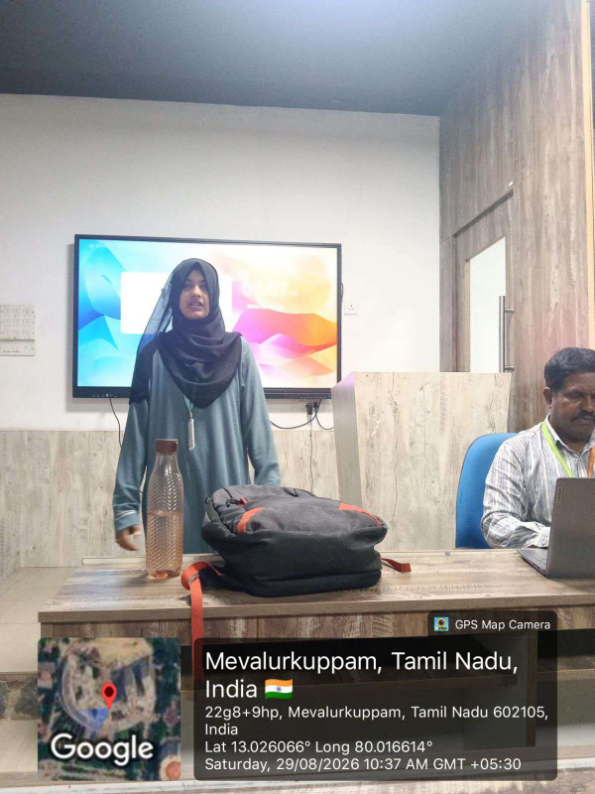 GPS Map Camera
Mevalurkuppam, Tamil Nadu,
India 🇮🇳
22g8+9hp, Mevalurkuppam, Tamil Nadu 602105,
India
Lat 13.026066° Long 80.016614°
Saturday, 29/08/2026 10:37 AM GMT +05:30
Google